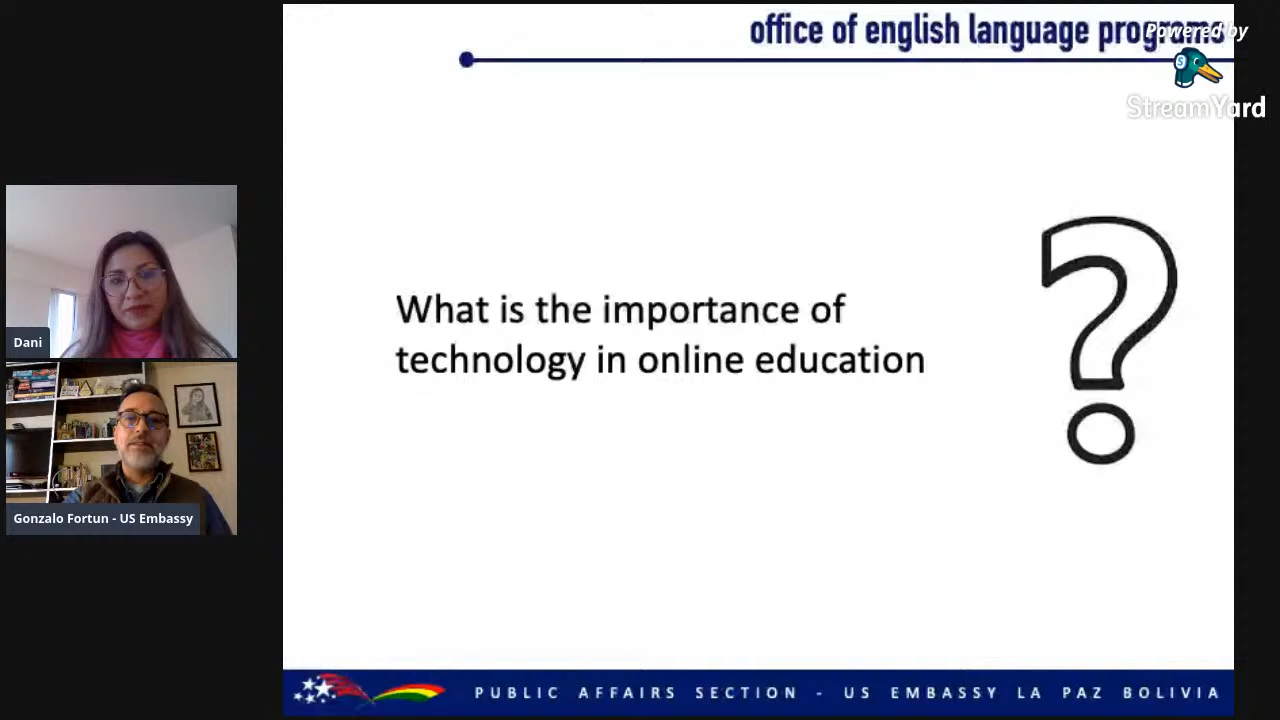 office of english language programs
Powered by
StreamYard
What is the importance of
technology in online education
Dani
Gonzalo Fortun - US Embassy
PUBLIC AFFAIRS SECTION - US EMBASSY LA PAZ BOLIVIA